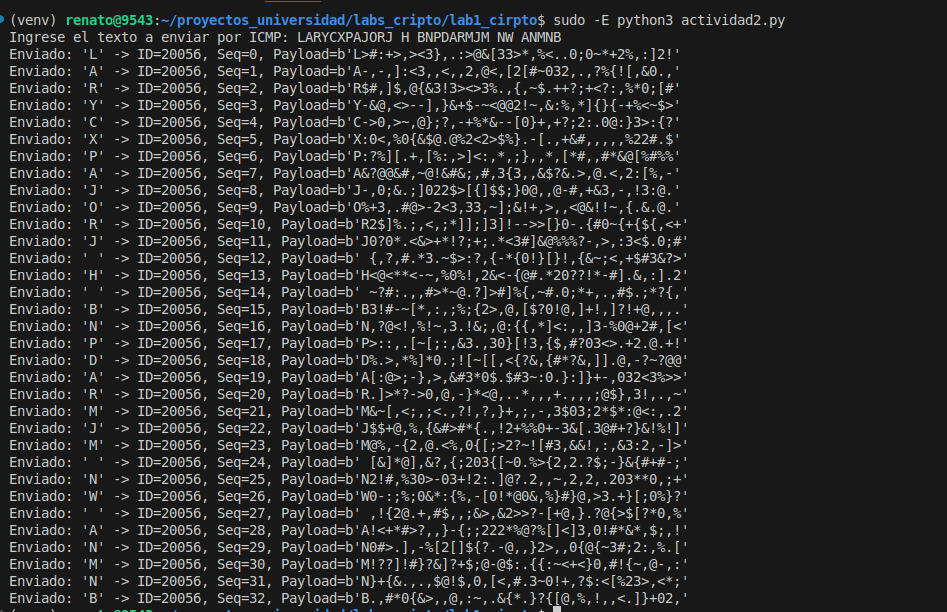 (venv) renato@9543:~/proyectos_universidad/labs_cripto/lab1_cirpto$ sudo -E python3 actividad2.py
Ingrese el texto a enviar por ICMP: LARYCXPAJORJ H BNPDARMJM NW ANMNB
Enviado: 'L' -> ID=20056, Seq=0, Payload=b'L>#:+>,><3},.:>@&[33>*,%<..0;0~*+2%,:]2!'
Enviado: 'A' -> ID=20056, Seq=1, Payload=b'A-,-,]:<3,,<,,2,@<,[2[#~032,.,?%{![,&0.,'
Enviado: 'R' -> ID=20056, Seq=2, Payload=b'R$#,]$,@{&3!3><>3%.,{,~$.++?;+<?:,%*0;[#'
Enviado: 'Y' -> ID=20056, Seq=3, Payload=b'Y-&@,<>--],}&+$-~<@@2!~,&:%,*]{}{-+%<~$>'
Enviado: 'C' -> ID=20056, Seq=4, Payload=b'C->0,>~,@};?,-+%*&--[0}+,+?;2:.0@:}3>:{?'
Enviado: 'X' -> ID=20056, Seq=5, Payload=b'X:0<,%0{&$@.@%2<2>$%}.-[.,+&#,,,,,%22#.$'
Enviado: 'P' -> ID=20056, Seq=6, Payload=b'P:?%][.+,[%:,>]<:,*,;},,*,[*#,,#*&@[%#%%'
Enviado: 'A' -> ID=20056, Seq=7, Payload=b'A&?@@&#,~@!&#&;,#,3{3,,&$?&.>,@.<,2:[%,-'
Enviado: 'J' -> ID=20056, Seq=8, Payload=b'J-,0;&.;]022$>[{]$$;}0@,,@-#,+&3,-,!3:@.'
Enviado: 'O' -> ID=20056, Seq=9, Payload=b'O%+3,.#@>-2<3,33,~];&!+,>,,<@&!!~,{.&.@.'
Enviado: 'R' -> ID=20056, Seq=10, Payload=b'R2$]%.;,<,;*]];]3]!-->>[}0-.{#0~{+{${,<+'
Enviado: 'J' -> ID=20056, Seq=11, Payload=b'J0?0*.<&>+*!?;+;.*<3#]&@%%%?-,>,:3<$.0;#'
Enviado: ' ' -> ID=20056, Seq=12, Payload=b' {,?,#.*3.~$>:?,{-*{0!}[}!,{&~;<,+$#3&?>'
Enviado: 'H' -> ID=20056, Seq=13, Payload=b'H<@<**<-~,%0%!,2&<-{@#.*20??!*-#].&,:].2'
Enviado: ' ' -> ID=20056, Seq=14, Payload=b' ~?#:.,,#>*~@.?]>#]%{,~#.0;*+,.,#$.;*?{,'
Enviado: 'B' -> ID=20056, Seq=15, Payload=b'B3!#-~[*,:,;%;{2>,@,[$?0!@,]+!,]?!+@,,,.'
Enviado: 'N' -> ID=20056, Seq=16, Payload=b'N,?@<!,%!~,3.!&;,@:{{,*]<:,,]3-%0@+2#,[<'
Enviado: 'P' -> ID=20056, Seq=17, Payload=b'P>::,.[~[;:,&3.,30}[!3,{$,#?03<>.+2.@.+!'
Enviado: 'D' -> ID=20056, Seq=18, Payload=b'D%.>,*%]*0.;![~[[,<{?&,{#*?&,]].@,-?~?@@'
Enviado: 'A' -> ID=20056, Seq=19, Payload=b'A[:@>;-},>,&#3*0$.$#3~:0.}:]}+-,032<3%>>'
Enviado: 'R' -> ID=20056, Seq=20, Payload=b'R.]>*?->0,@,-}*<@,..*,,,+.,,,;@$},3!,.,~'
Enviado: 'M' -> ID=20056, Seq=21, Payload=b'M&~[,<;,;<.,?!,?,}+,;,-,3$03;2*$*:@<:,.2'
Enviado: 'J' -> ID=20056, Seq=22, Payload=b'J$$+@,%,{&#>#*{.,!2+%%0+-3&[.3@#+?}&!%!]'
Enviado: 'M' -> ID=20056, Seq=23, Payload=b'M@%,-{2,@.<%,0{[;>2?~![#3,&&!,:,&3:2,-]>'
Enviado: ' ' -> ID=20056, Seq=24, Payload=b' [&]*@],&?,{;203{[~0.%>{2,2.?$;-}&{#+#-;'
Enviado: 'N' -> ID=20056, Seq=25, Payload=b'N2!#,%30>-03+!2:.]@?.2,,~,2,2,.203**0,;+'
Enviado: 'W' -> ID=20056, Seq=26, Payload=b'W0-:;%;0&*:{%,-[0!*@0&,%}#}@,>3.+}[;0%}?'
Enviado: ' ' -> ID=20056, Seq=27, Payload=b' ,!{2@.+,#$,,;&>,&2>>?-[+@,}.?@{>$[?*0,%'
Enviado: 'A' -> ID=20056, Seq=28, Payload=b'A!<+*#>?,,}-{;;222*%@?%[]<]3,0!#*&*,$;,!'
Enviado: 'N' -> ID=20056, Seq=29, Payload=b'N0#>.],-%[2[]${?.-@,,}2>,,0{@{~3#;2:,%.['
Enviado: 'M' -> ID=20056, Seq=30, Payload=b'M!??]!#}?&]?+$;@-@$:.{{:~<+<}0,#!{~,@-,:'
Enviado: 'N' -> ID=20056, Seq=31, Payload=b'N}+{&.,.,$@!$,0,[<,#.3~0!+,?$:<[%23>,<*;'
Enviado: 'B' -> ID=20056, Seq=32, Payload=b'B.,#*0{&>,,@,:~,.&{*.}?{[@,%,!,,<.]}+02,'